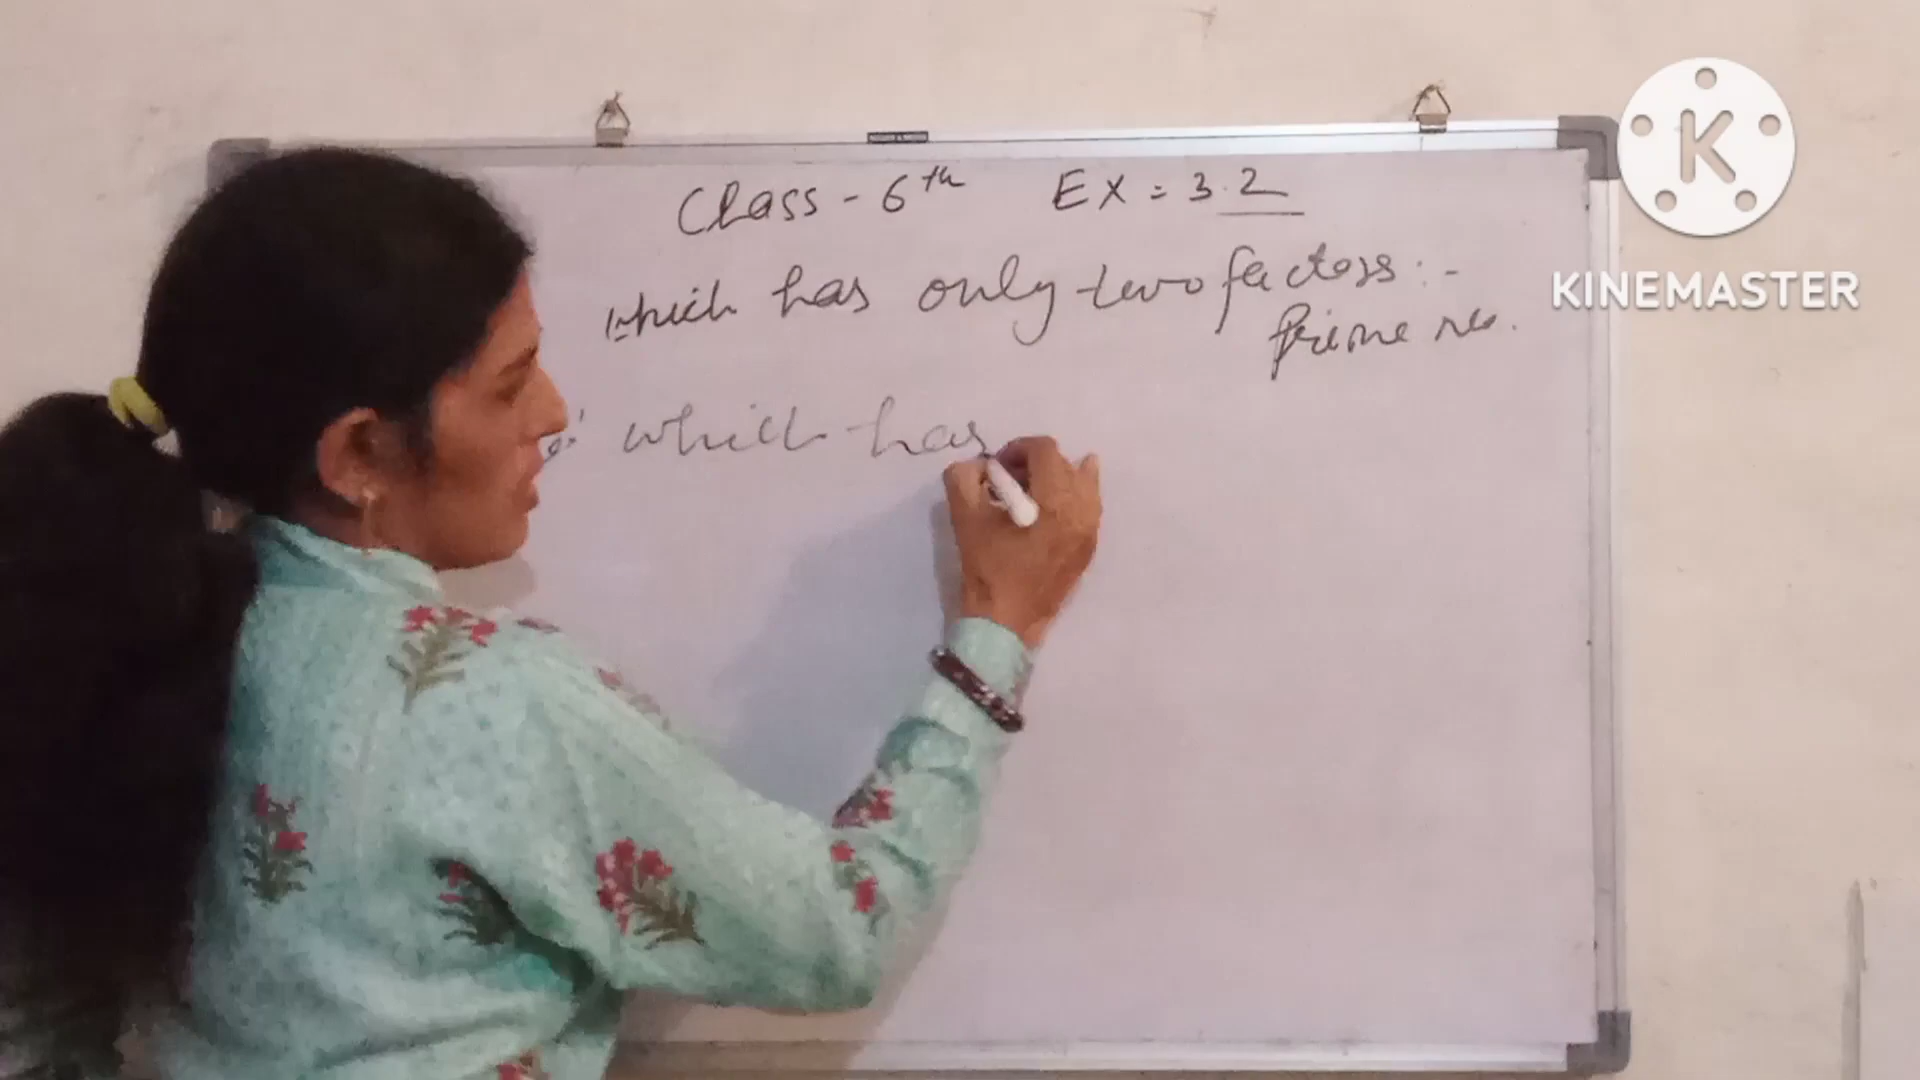 Class - 6th Ex = 3.2
which has only two factors :-
Prime no.
which has
K
KINEMASTER